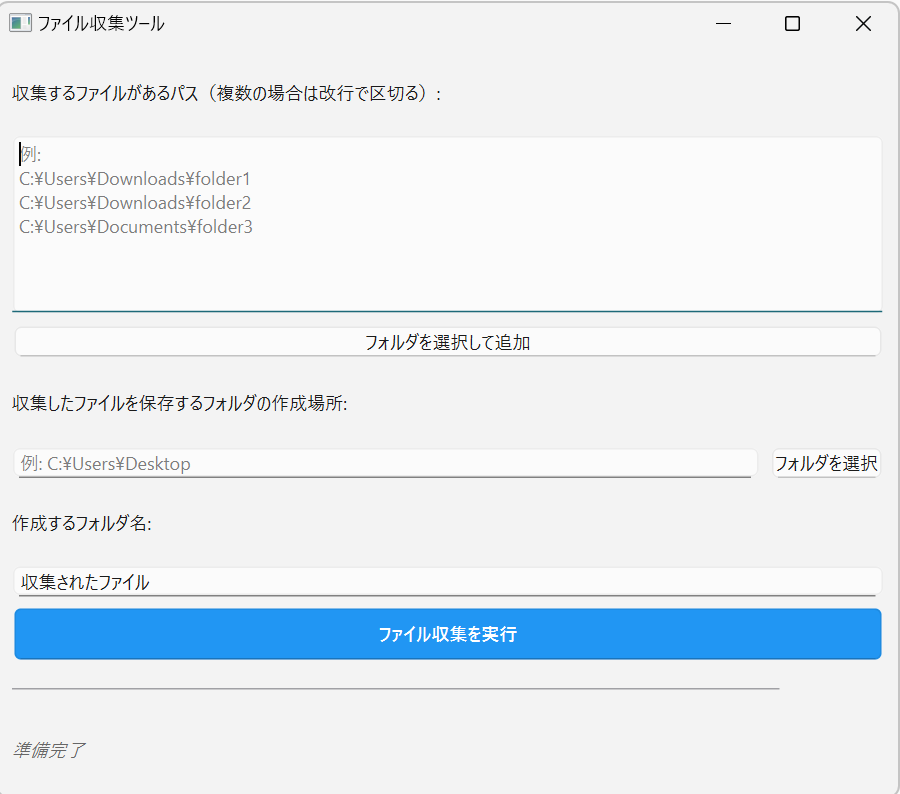 ファイル収集ツール
収集するファイルがあるパス（複数の場合は改行で区切る）:
例:
C:¥Users¥Downloads¥folder1
C:¥Users¥Downloads¥folder2
C:¥Users¥Documents¥folder3
フォルダを選択して追加
収集したファイルを保存するフォルダの作成場所:
例: C:¥Users¥Desktop
フォルダを選択
作成するフォルダ名:
収集されたファイル
ファイル収集を実行
準備完了